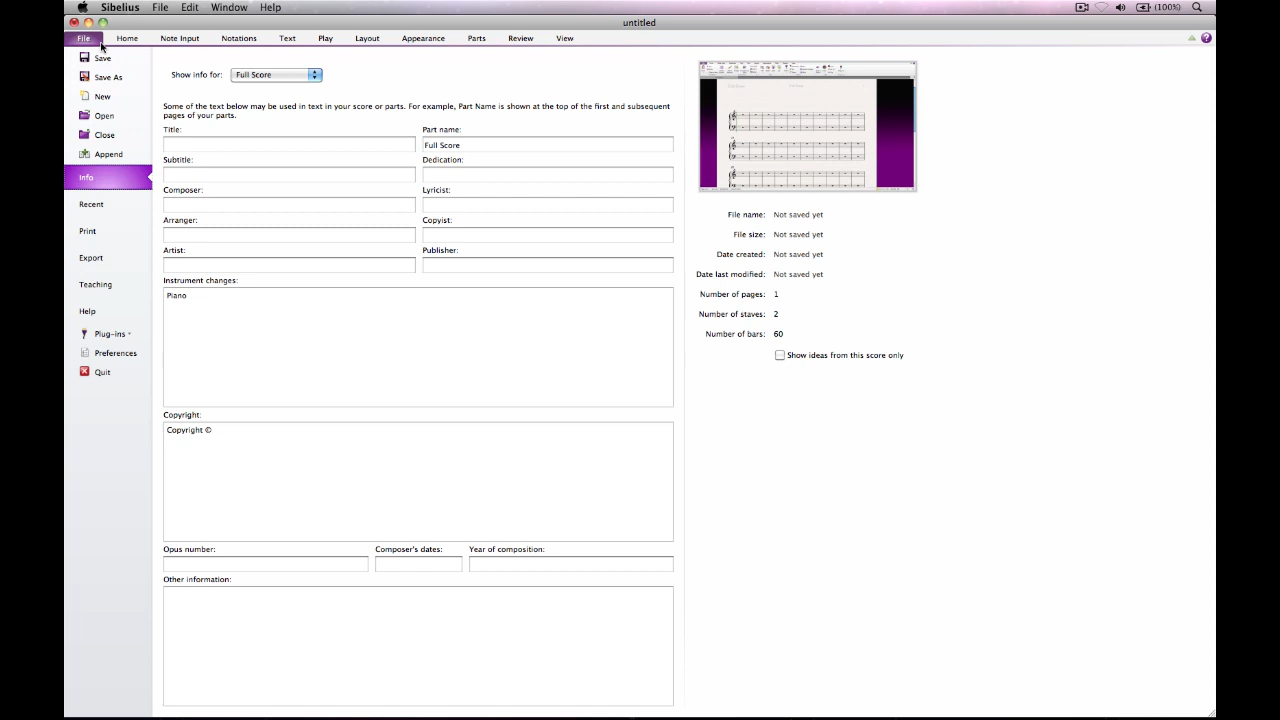 Sibelius File Edit Window Help (100%)
untitled
File Home Note Input Notations Text Play Layout Appearance Parts Review View
Save
Save As
New
Open
Close
Append
Info
Recent
Print
Export
Teaching
Help
Plug-ins
Preferences
Quit
Show info for: Full Score
Some of the text below may be used in text in your score or parts. For example, Part Name is shown at the top of the first and subsequent
pages of your parts.
Title: Part name:
Full Score
Subtitle: Dedication:
Composer: Lyricist:
Arranger: Copyist:
Artist: Publisher:
Instrument changes:
Piano
Copyright:
Copyright ©
Opus number: Composer's dates: Year of composition:
Other information:
File name: Not saved yet
File size: Not saved yet
Date created: Not saved yet
Date last modified: Not saved yet
Number of pages: 1
Number of staves: 2
Number of bars: 60
Show ideas from this score only